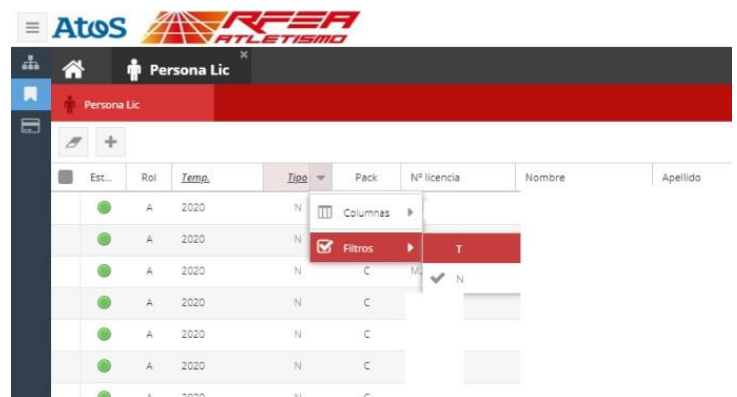 Atos RFEA ATLETISMO
Persona Lic ×
Persona Lic
Est... Rol Temp. Tipo Pack Nº licencia Nombre Apellido
A 2020 N Columnas
A 2020 N Filtros T
A 2020 N C M N
A 2020 N C
A 2020 N C
A 2020 N C